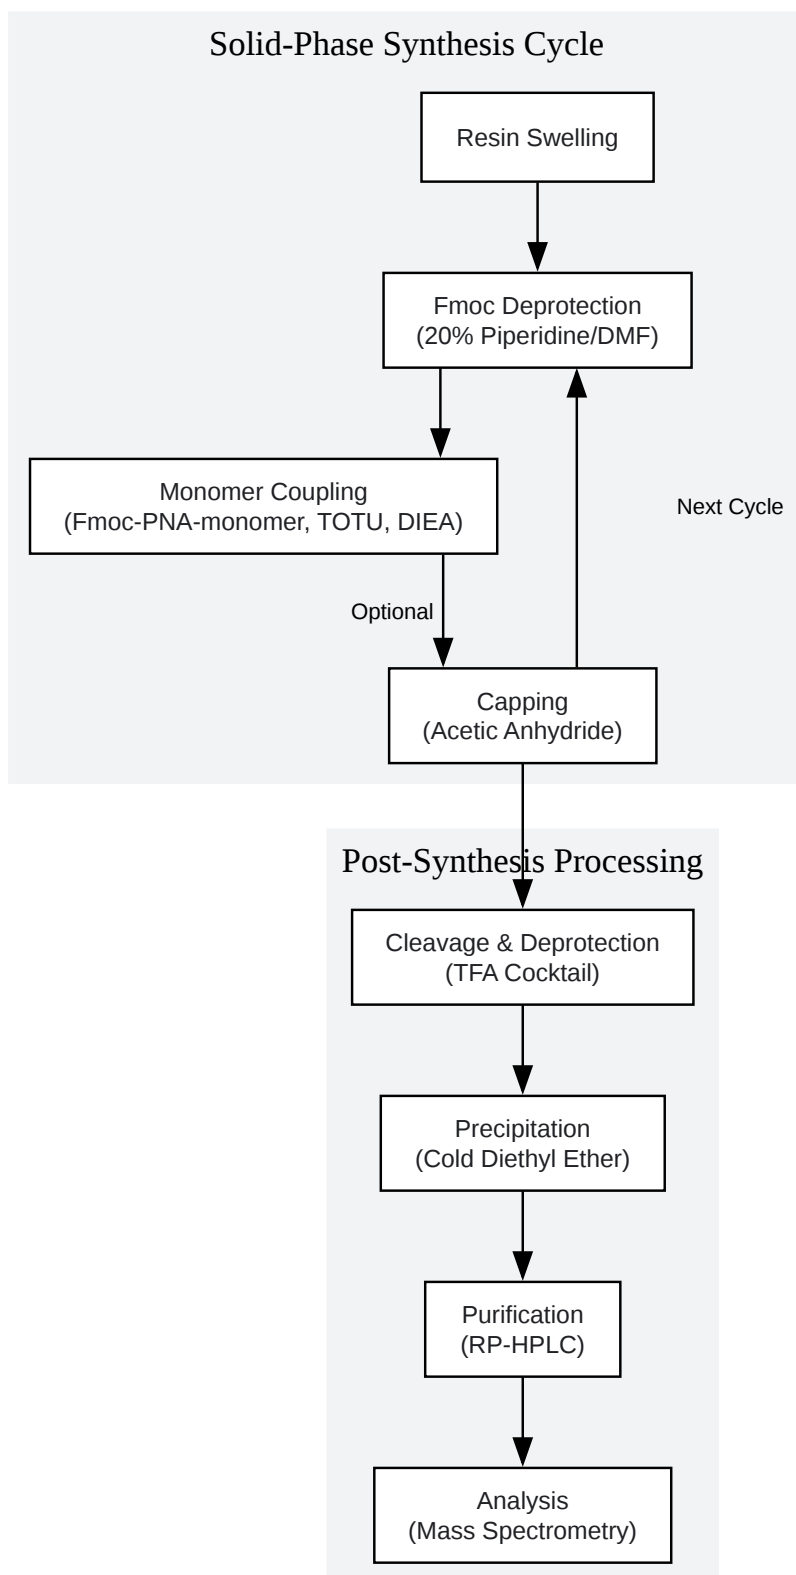 Solid-Phase Synthesis Cycle
Resin Swelling
Fmoc Deprotection
(20% Piperidine/DMF)
Monomer Coupling
(Fmoc-PNA-monomer, TOTU, DIEA)
Next Cycle
Optional
Capping
(Acetic Anhydride)
Post-Synthesis Processing
Cleavage & Deprotection
(TFA Cocktail)
Precipitation
(Cold Diethyl Ether)
Purification
(RP-HPLC)
Analysis
(Mass Spectrometry)